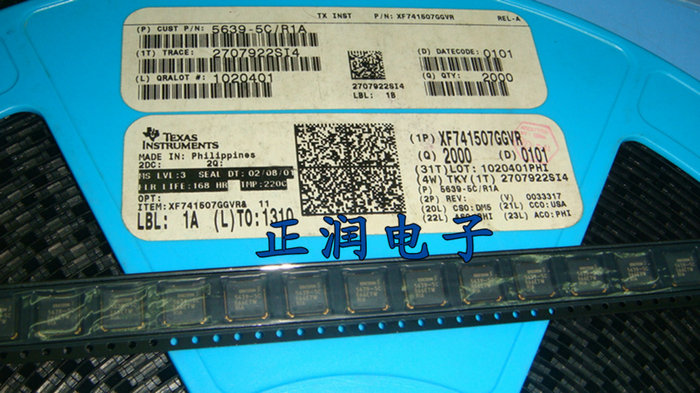 TX INST P/N: XF741507GGVR REL-A
(P) CUST P/N: 5639-5C/R1A
(1T) TRACE: 2707922SI4
(D) DATECODE: 0101
(L) QRALOT #: 1020401
(Q) QTY: 2000
2707922SI4
LBL: 1B
TEXAS
INSTRUMENTS
MADE IN: Philippines
2DC: 2Q:
MS LVL:3 SEAL DT: 02/08/01
FLR LIFE:168 HR TMP:220C
OPT:
ITEM:XF741507GGVR& 11
LBL: 1A (L)TO:1310
(1P) XF741507GGVR
(Q) 2000 (D) 0101
(31T)LOT: 1020401PHI
(4W) TKY(1T) 2707922SI4
(P) 5639-5C/R1A
(2P) REV: (V) 0033317
(20L) CSO:DM5 (21L) CCO:USA
(22L) ASO:PHI (23L) ACO:PHI
正润电子